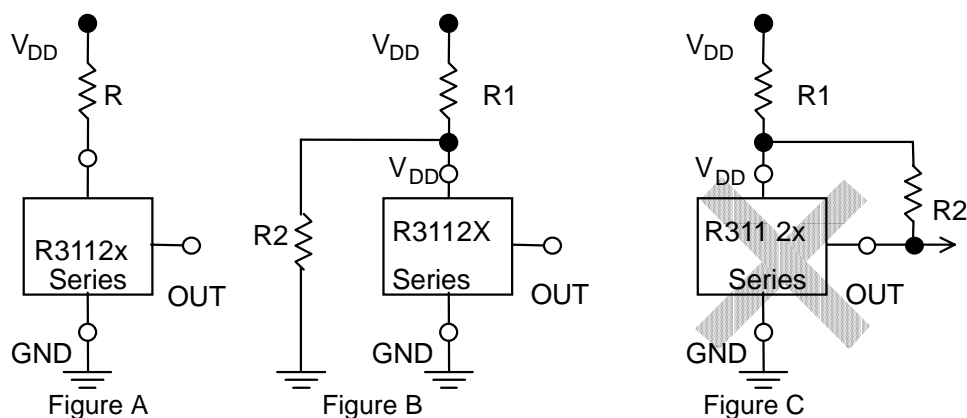 VDD
R
R3112x
Series
OUT
GND
Figure A
VDD
R1
VDD
R2
R3112X
Series
OUT
GND
Figure B
VDD
R1
VDD
R2
R311 2x
Series
OUT
GND
Figure C